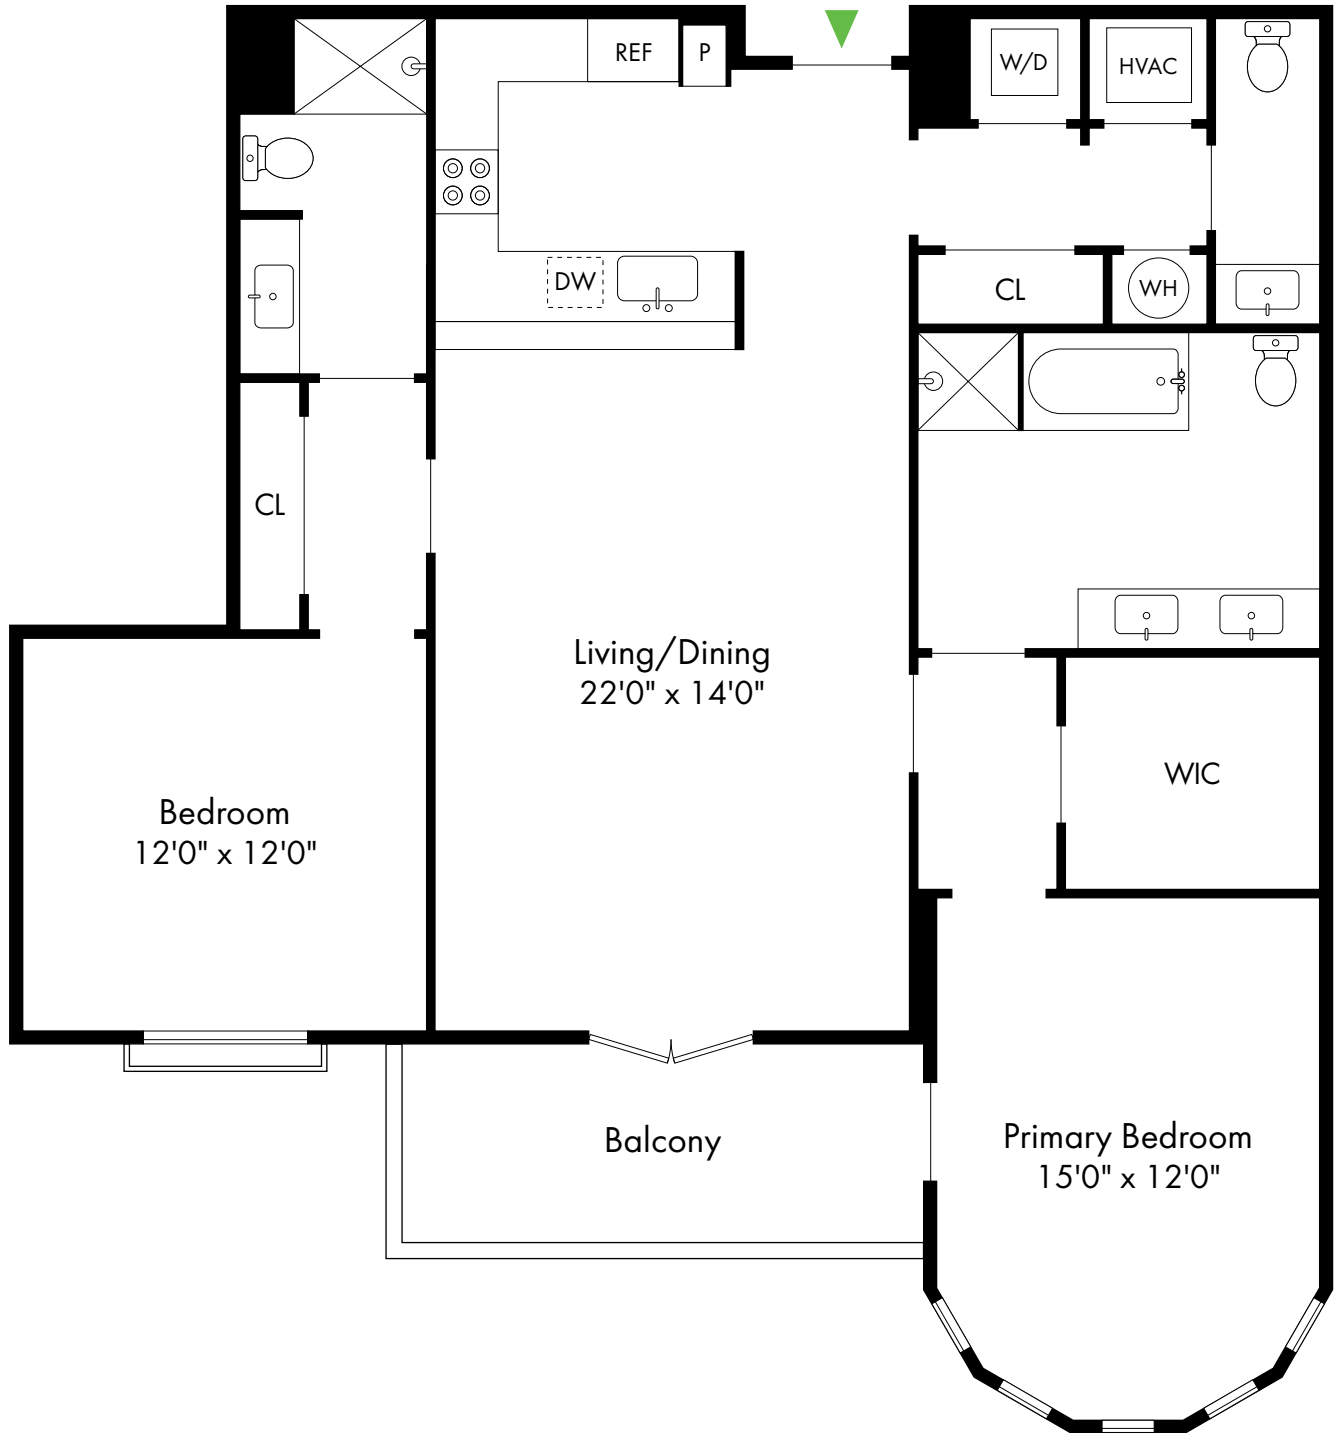 REF
P
W/D
HVAC
DW
CL
WH
CL
Living/Dining
22'0" x 14'0"
WIC
Bedroom
12'0" x 12'0"
Balcony
Primary Bedroom
15'0" x 12'0"